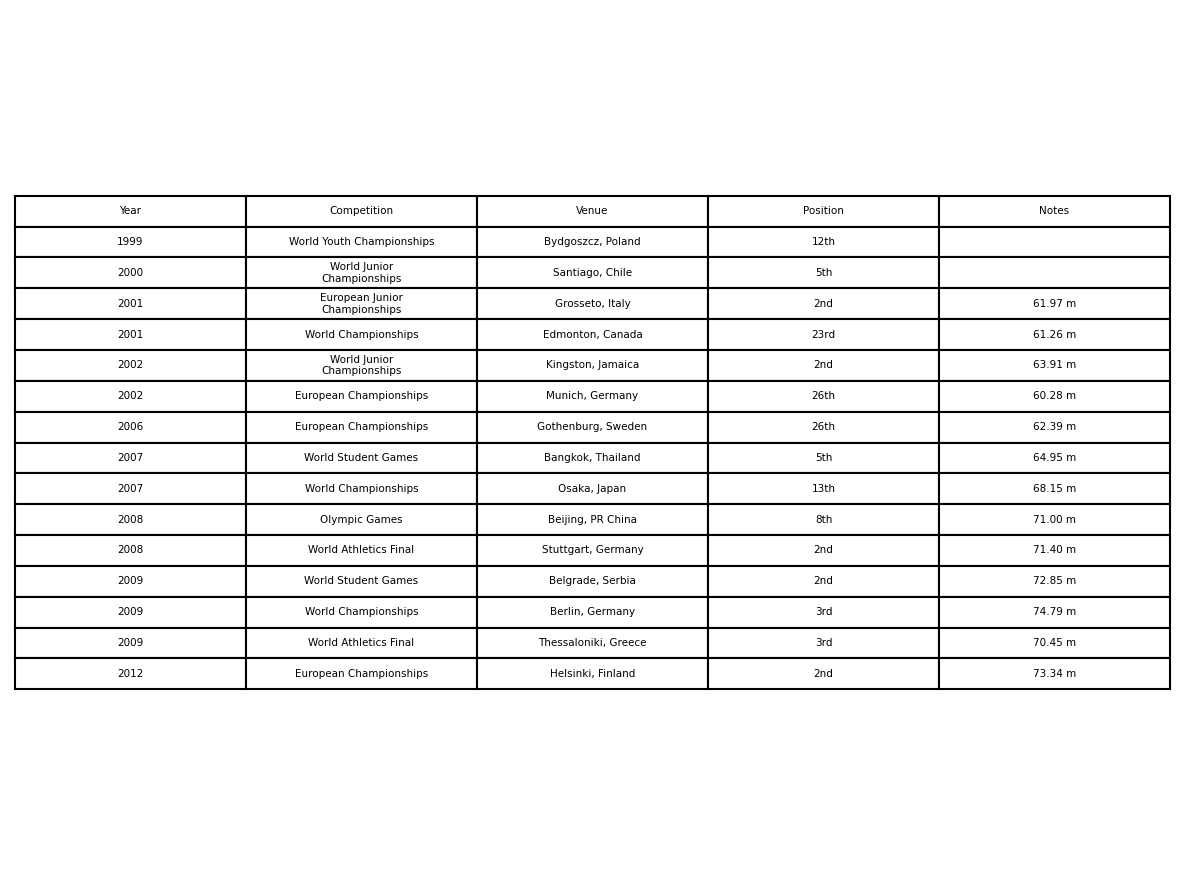 Year Competition Venue Position Notes
1999 World Youth Championships Bydgoszcz, Poland 12th
2000 World Junior Championships Santiago, Chile 5th
2001 European Junior Championships Grosseto, Italy 2nd 61.97 m
2001 World Championships Edmonton, Canada 23rd 61.26 m
2002 World Junior Championships Kingston, Jamaica 2nd 63.91 m
2002 European Championships Munich, Germany 26th 60.28 m
2006 European Championships Gothenburg, Sweden 26th 62.39 m
2007 World Student Games Bangkok, Thailand 5th 64.95 m
2007 World Championships Osaka, Japan 13th 68.15 m
2008 Olympic Games Beijing, PR China 8th 71.00 m
2008 World Athletics Final Stuttgart, Germany 2nd 71.40 m
2009 World Student Games Belgrade, Serbia 2nd 72.85 m
2009 World Championships Berlin, Germany 3rd 74.79 m
2009 World Athletics Final Thessaloniki, Greece 3rd 70.45 m
2012 European Championships Helsinki, Finland 2nd 73.34 m